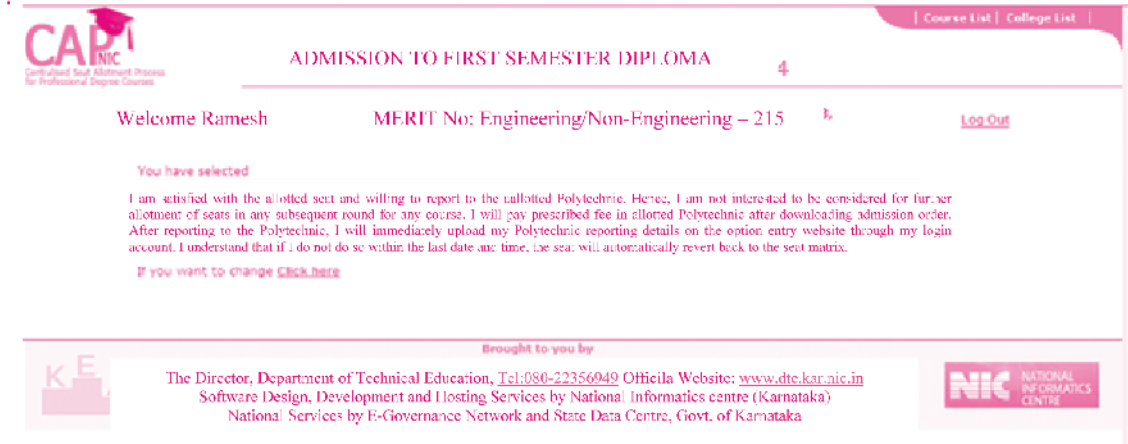 Course List | College List |
CAP
NIC
Centralised Seat Allotment Process
for Professional Degree Courses
ADMISSION TO FIRST SEMESTER DIPLOMA
4
Welcome Ramesh MERIT No: Engineering/Non-Engineering – 215 Log Out
You have selected
I am satisfied with the allotted seat and willing to report to the aallotted Polytechnic. Hence, I am not interested to be considered for further
allotment of seats in any subsequent round for any course. I will pay prescribed fee in allotted Polytechnic after downloading admission order.
After reporting to the Polytechnic, I will immediately upload my Polytechnic reporting details on the option entry website through my login
account. I understand that if I do not do so within the last date and time, the seat will automatically revert back to the seat matrix.
If you want to change Click here
Brought to you by
KEA
The Director, Department of Technical Education, Tel:080-22356949 Officila Website: www.dte.kar.nic.in
Software Design, Development and Hosting Services by National Informatics centre (Karnataka)
National Services by E-Governance Network and State Data Centre, Govt. of Karnataka
NIC NATIONAL
INFORMATICS
CENTRE